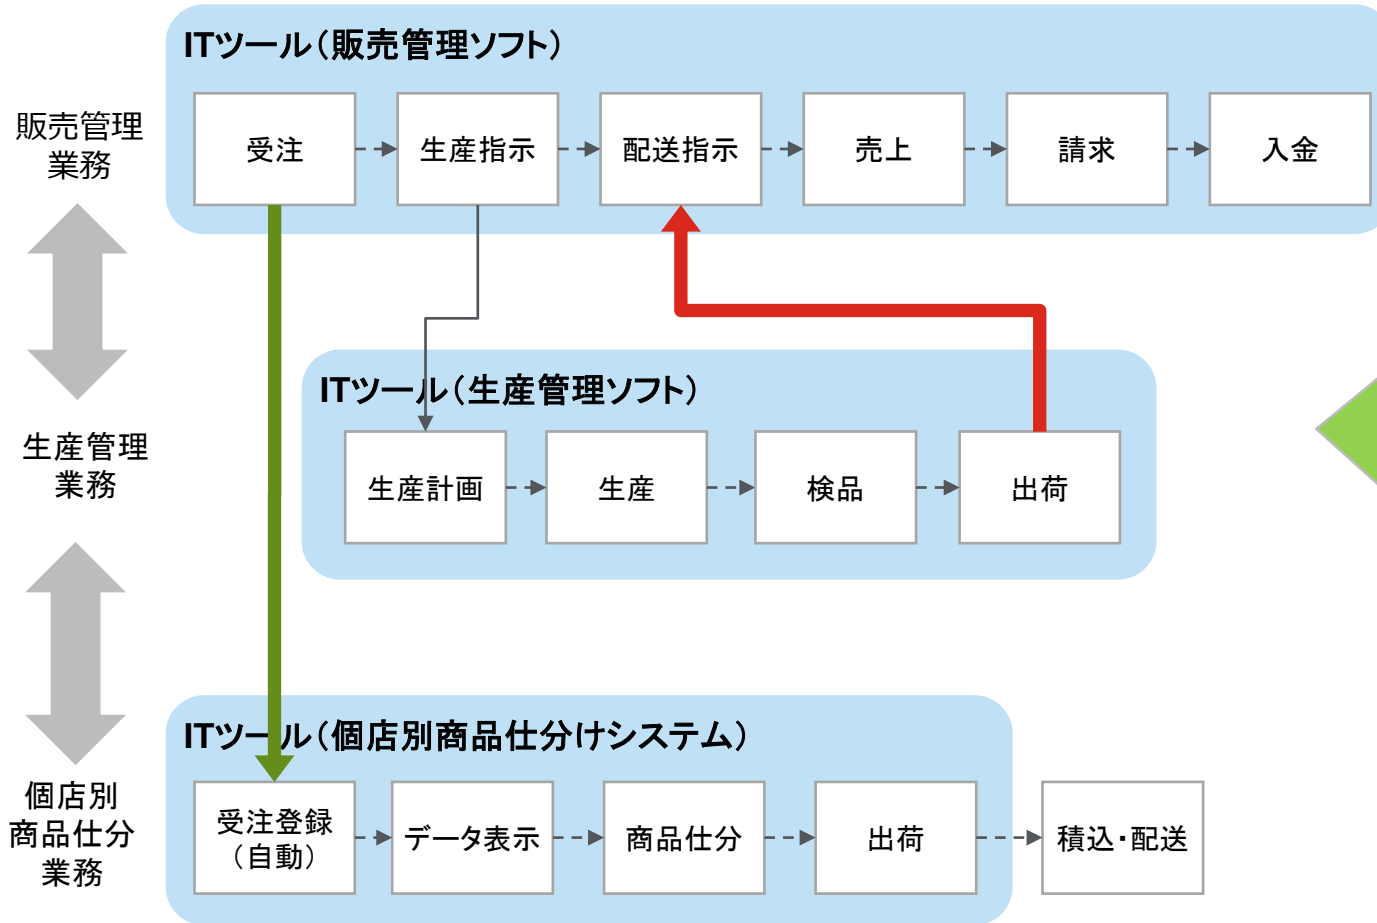 ITツール（販売管理ソフト）
販売管理
業務
受注
生産指示
配送指示
売上
請求
入金
ITツール（生産管理ソフト）
生産管理
業務
生産計画
生産
検品
出荷
ITツール（個店別商品仕分けシステム）
個店別
商品仕分
業務
受注登録
（自動）
データ表示
商品仕分
出荷
積込・配送